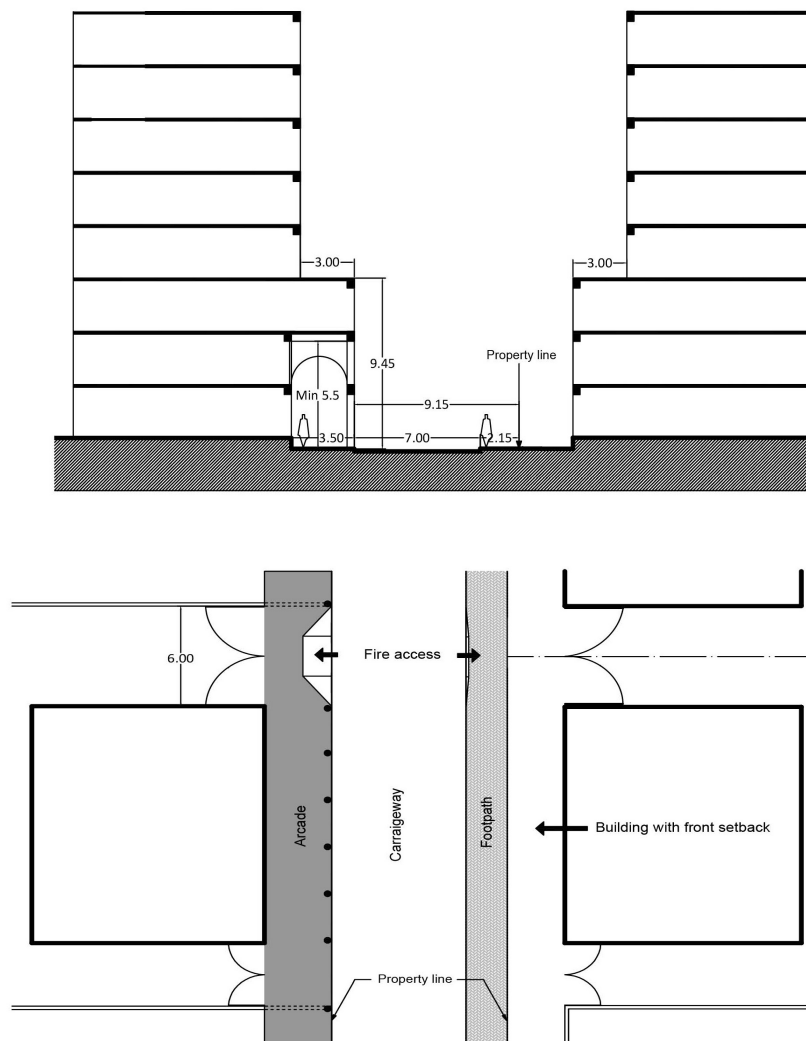 3.00
3.00
9.45
Property line
Min 5.5
9.15
3.50
7.00
2.15
6.00
Fire access
Arcade
Carraigeway
Footpath
Building with front setback
Property line